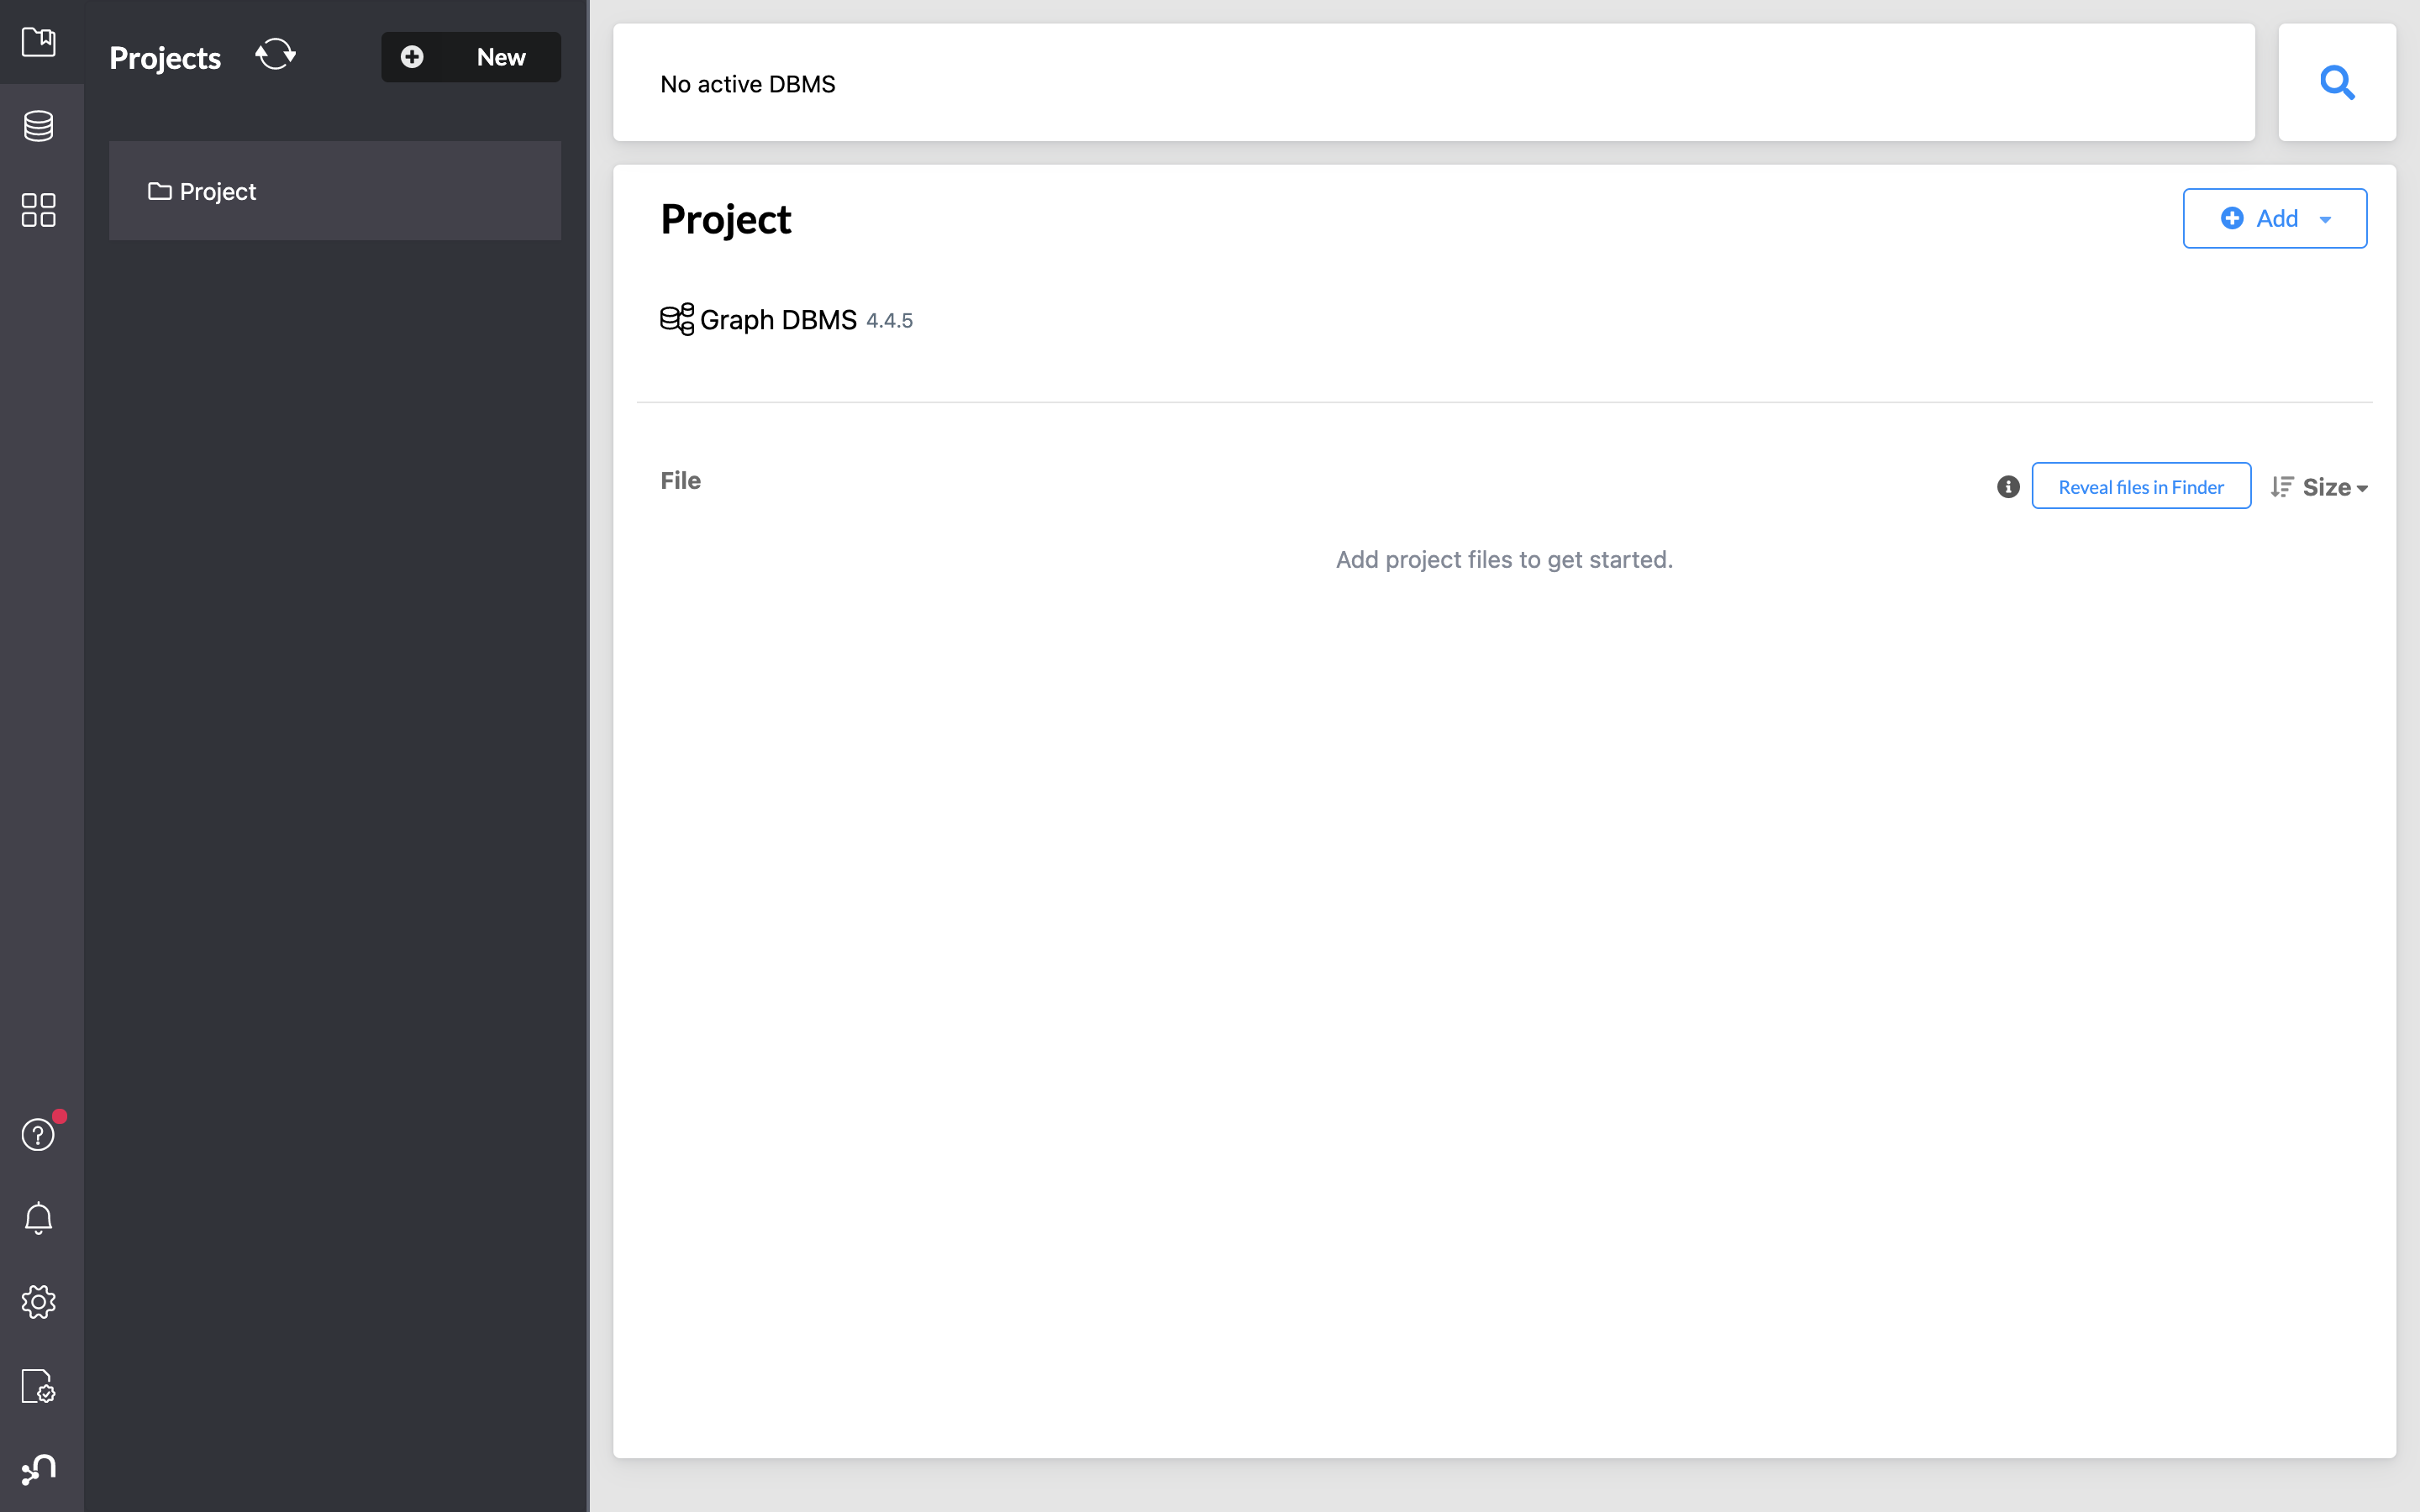 Projects
New
Project
No active DBMS
Project
Add
Graph DBMS 4.4.5
File
Reveal files in Finder
Size
Add project files to get started.